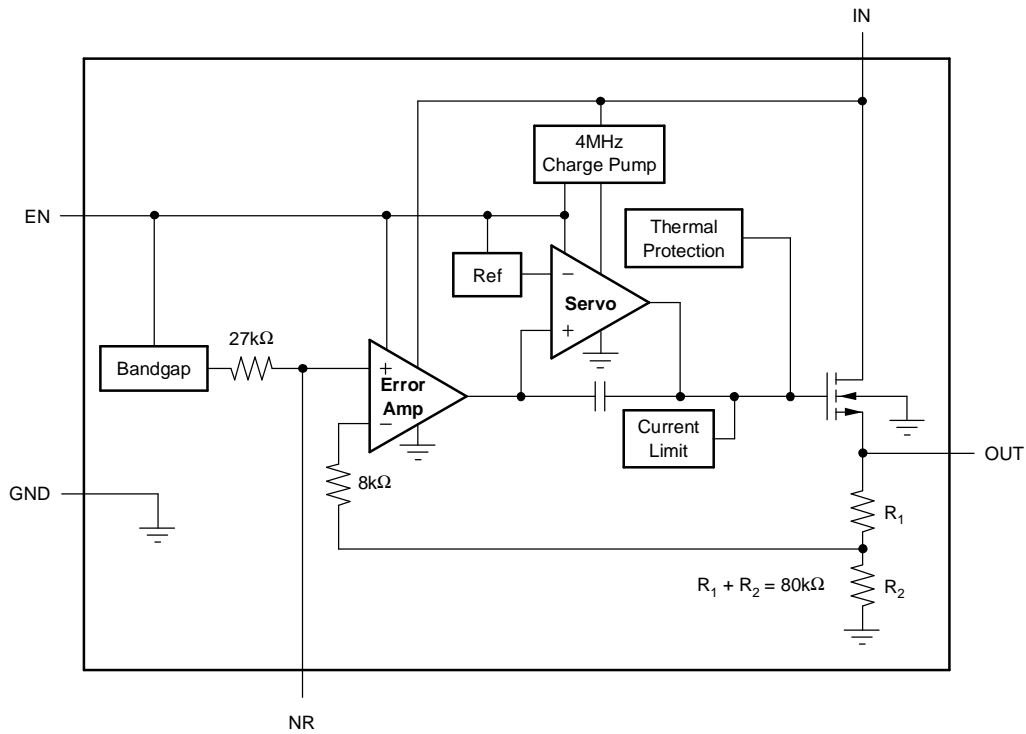 IN
4MHz
Charge Pump
EN
Thermal
Protection
Ref
−
Servo
+
27kΩ
Bandgap
+
Error
Amp
−
Current
Limit
OUT
8kΩ
GND
R1
R1 + R2 = 80kΩ
R2
NR